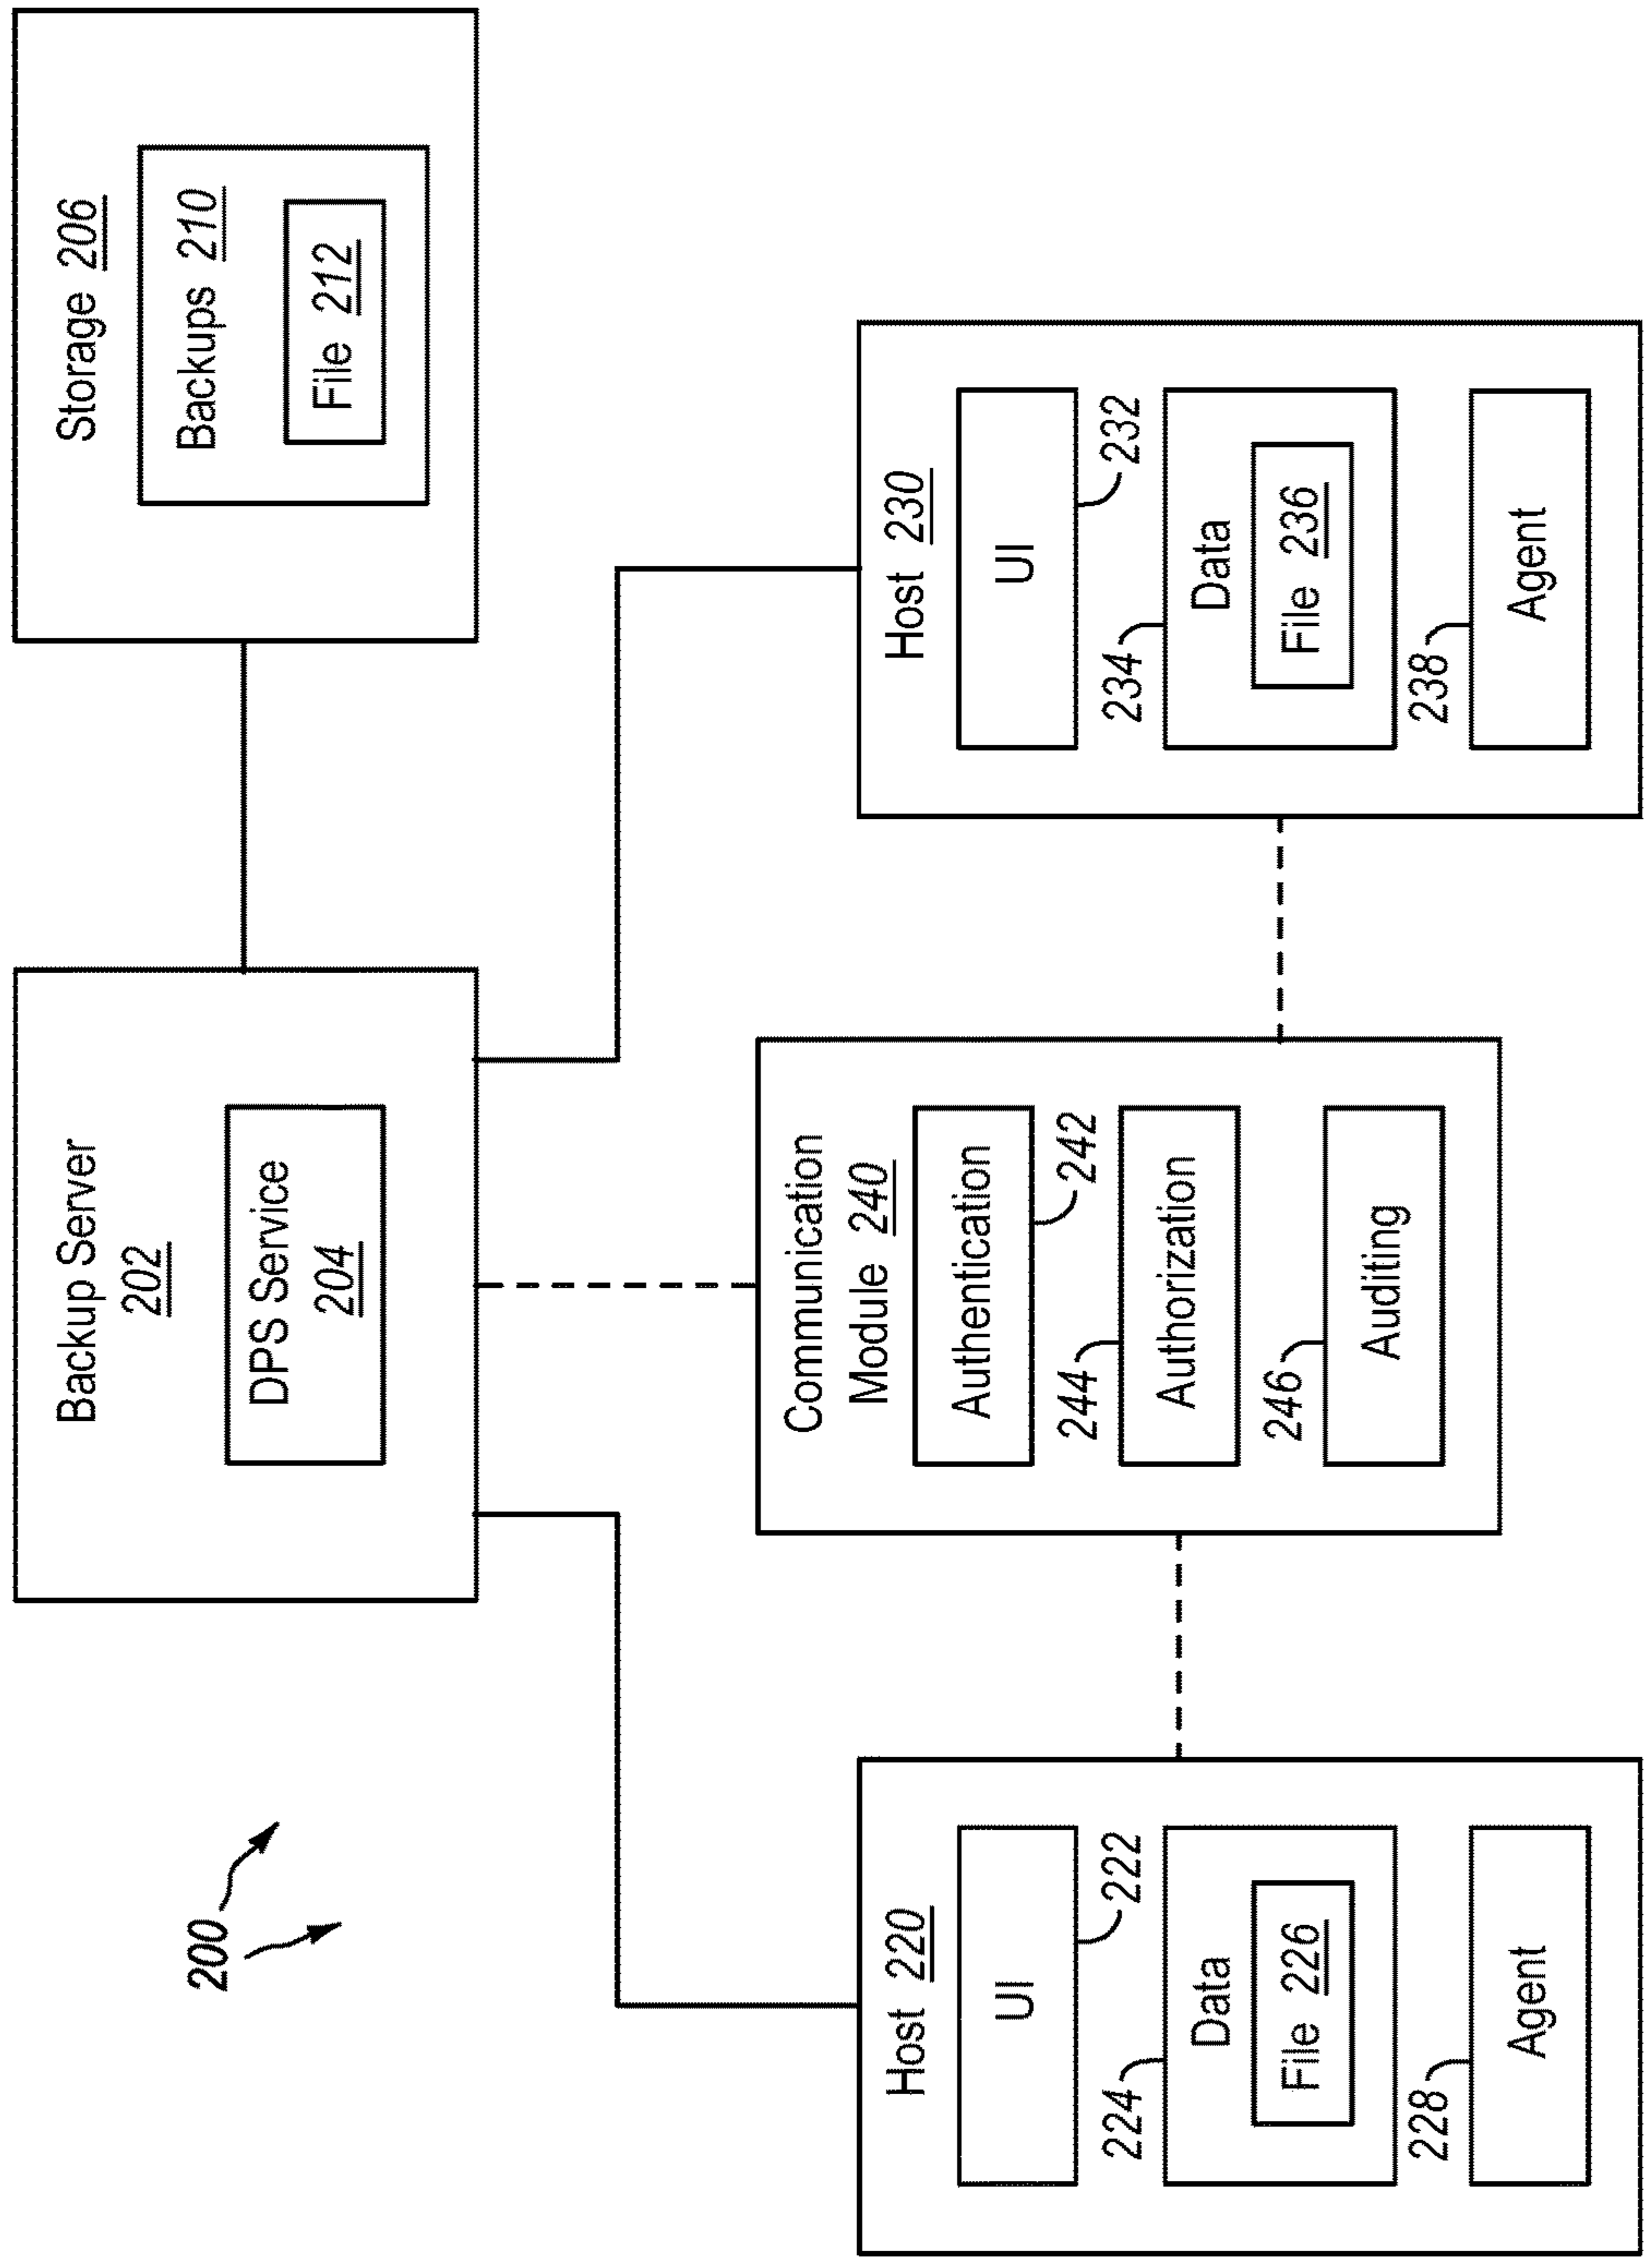 200
Backup Server
202
DPS Service
204
Storage 206
Backups 210
File 212
Host 220
UI
222
224
Data
File 226
228
Agent
Communication
Module 240
Authentication
242
244
Authorization
246
Auditing
Host 230
UI
232
234
Data
File 236
238
Agent